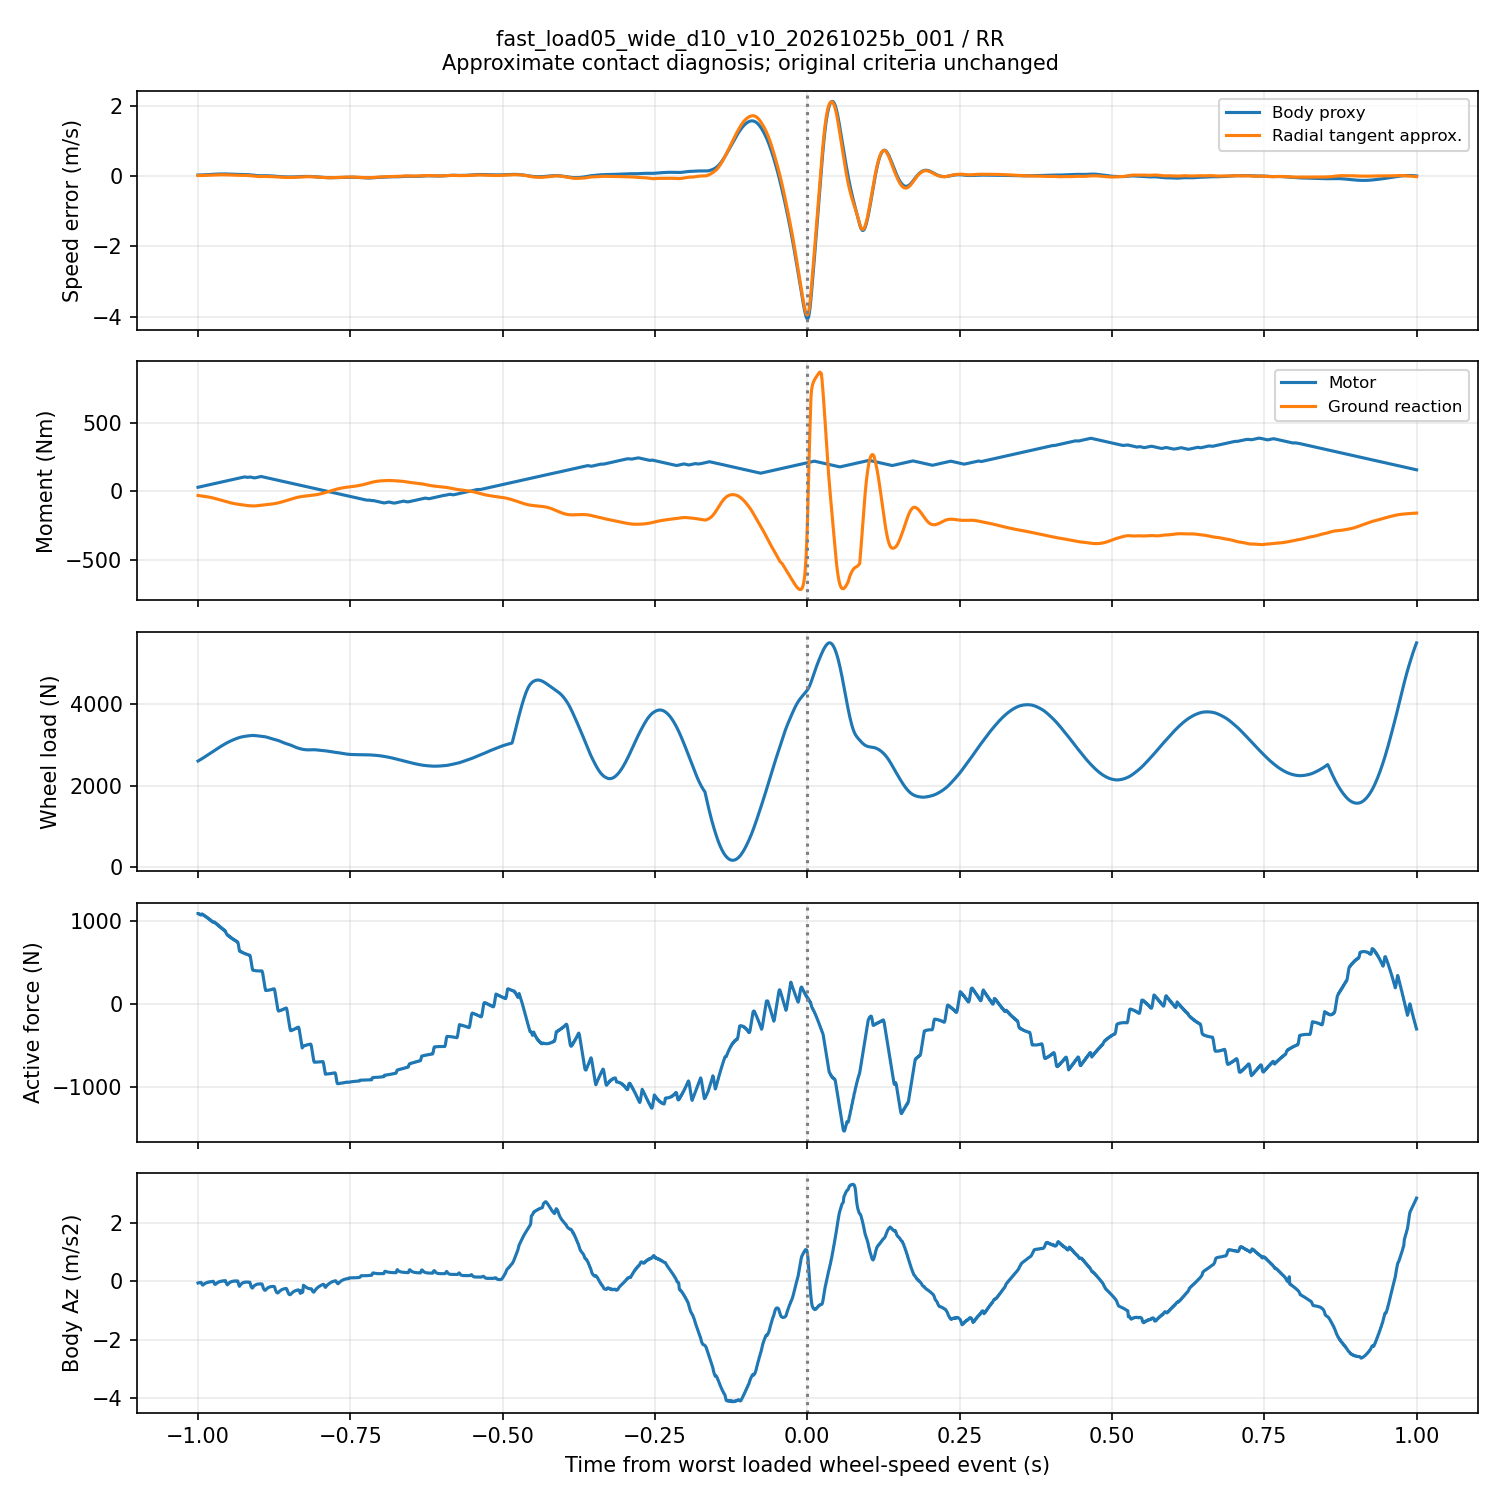 fast_load05_wide_d10_v10_20261025b_001 / RR
Approximate contact diagnosis; original criteria unchanged
Speed error (m/s)
2
0
−2
−4
Body proxy
Radial tangent approx.
Moment (Nm)
500
0
−500
Motor
Ground reaction
Wheel load (N)
4000
2000
0
Active force (N)
1000
0
−1000
Body Az (m/s2)
2
0
−2
−4
−1.00 −0.75 −0.50 −0.25 0.00 0.25 0.50 0.75 1.00
Time from worst loaded wheel-speed event (s)